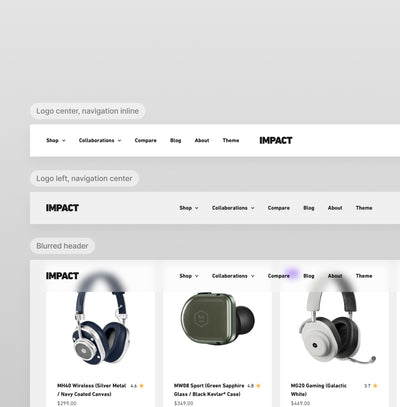 Logo center, navigation inline
Shop Collaborations Compare Blog About Theme IMPACT
Logo left, navigation center
IMPACT Shop Collaborations Compare Blog About Theme
Blurred header
IMPACT Shop Collaborations Compare Blog About Theme
MH40 Wireless (Silver Metal 4.6
/ Navy Coated Canvas)
$299.00
MW08 Sport (Green Sapphire 4.8
Glass / Black Kevlar® Case)
$349.00
MG20 Gaming (Galactic 3.7
White)
$449.00